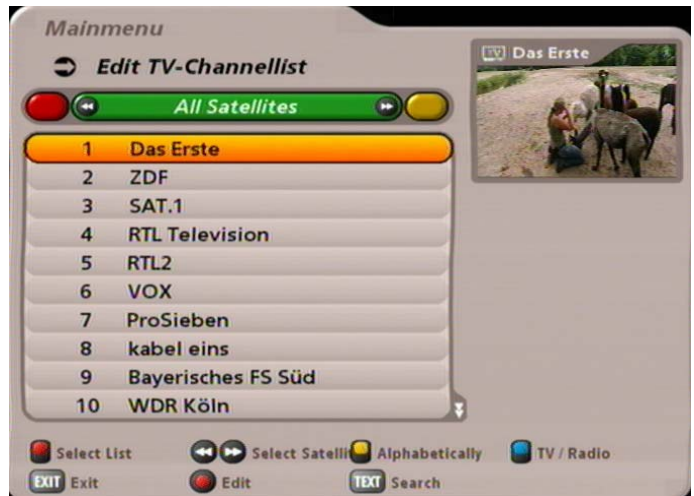 Mainmenu
Edit TV-Channellist
TV Das Erste
All Satellites
1 Das Erste
2 ZDF
3 SAT.1
4 RTL Television
5 RTL2
6 VOX
7 ProSieben
8 kabel eins
9 Bayerisches FS Süd
10 WDR Köln
Select List Select Satelli Alphabetically TV / Radio
EXIT Exit Edit TEXT Search